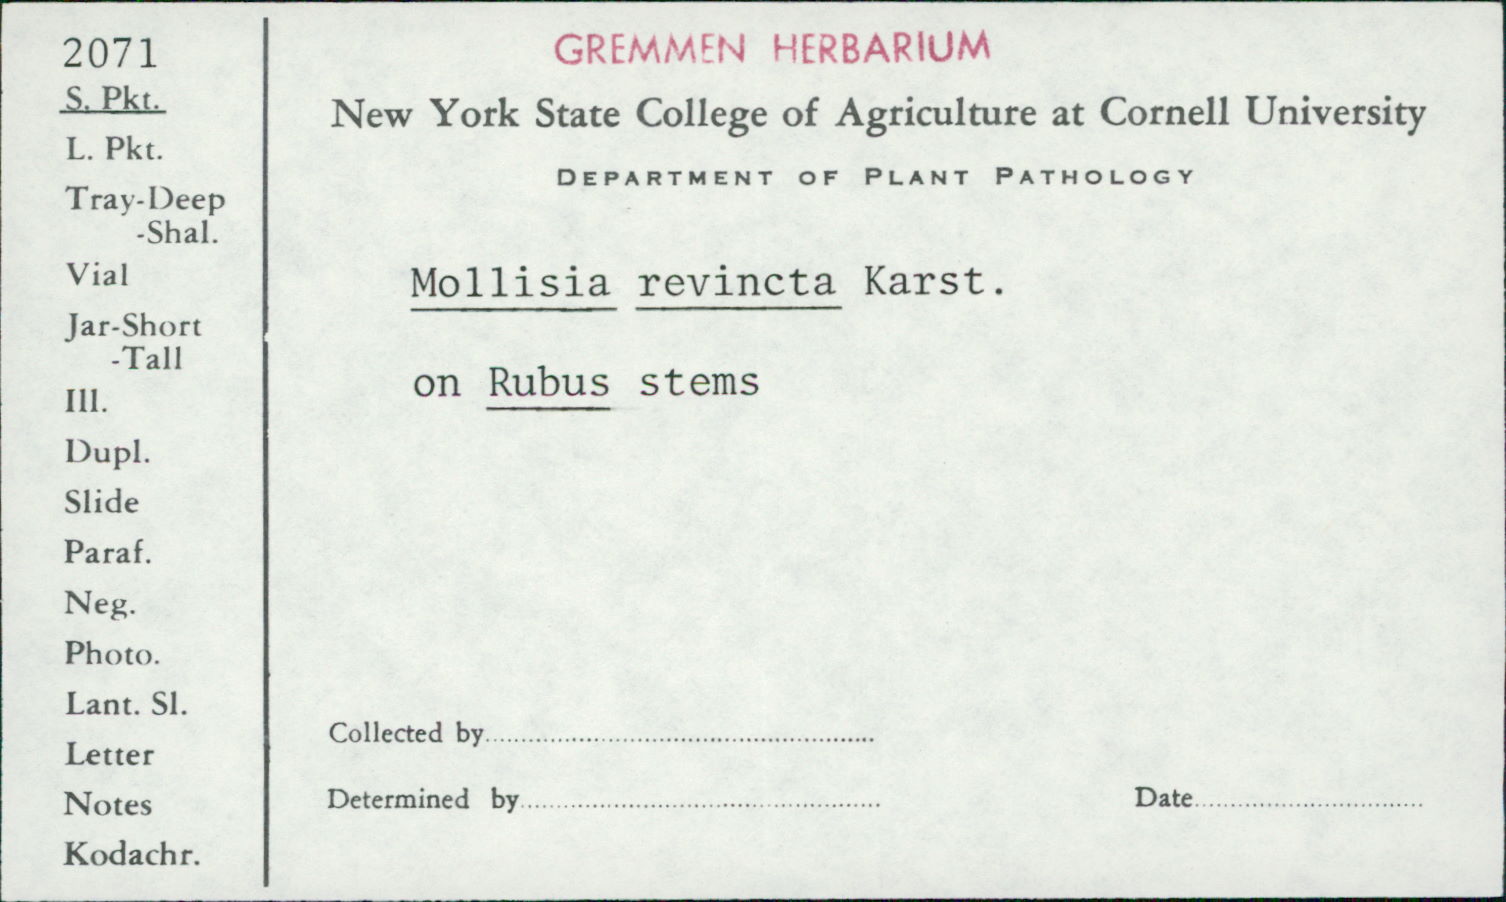 2071
S. Pkt.
L. Pkt.
Tray-Deep
-Shal.
Vial
Jar-Short
-Tall
Ill.
Dupl.
Slide
Paraf.
Neg.
Photo.
Lant. Sl.
Letter
Notes
Kodachr.
GREMMEN HERBARIUM
New York State College of Agriculture at Cornell University
DEPARTMENT OF PLANT PATHOLOGY
Mollisia revincta Karst.
on Rubus stems
Collected by
Determined by Date